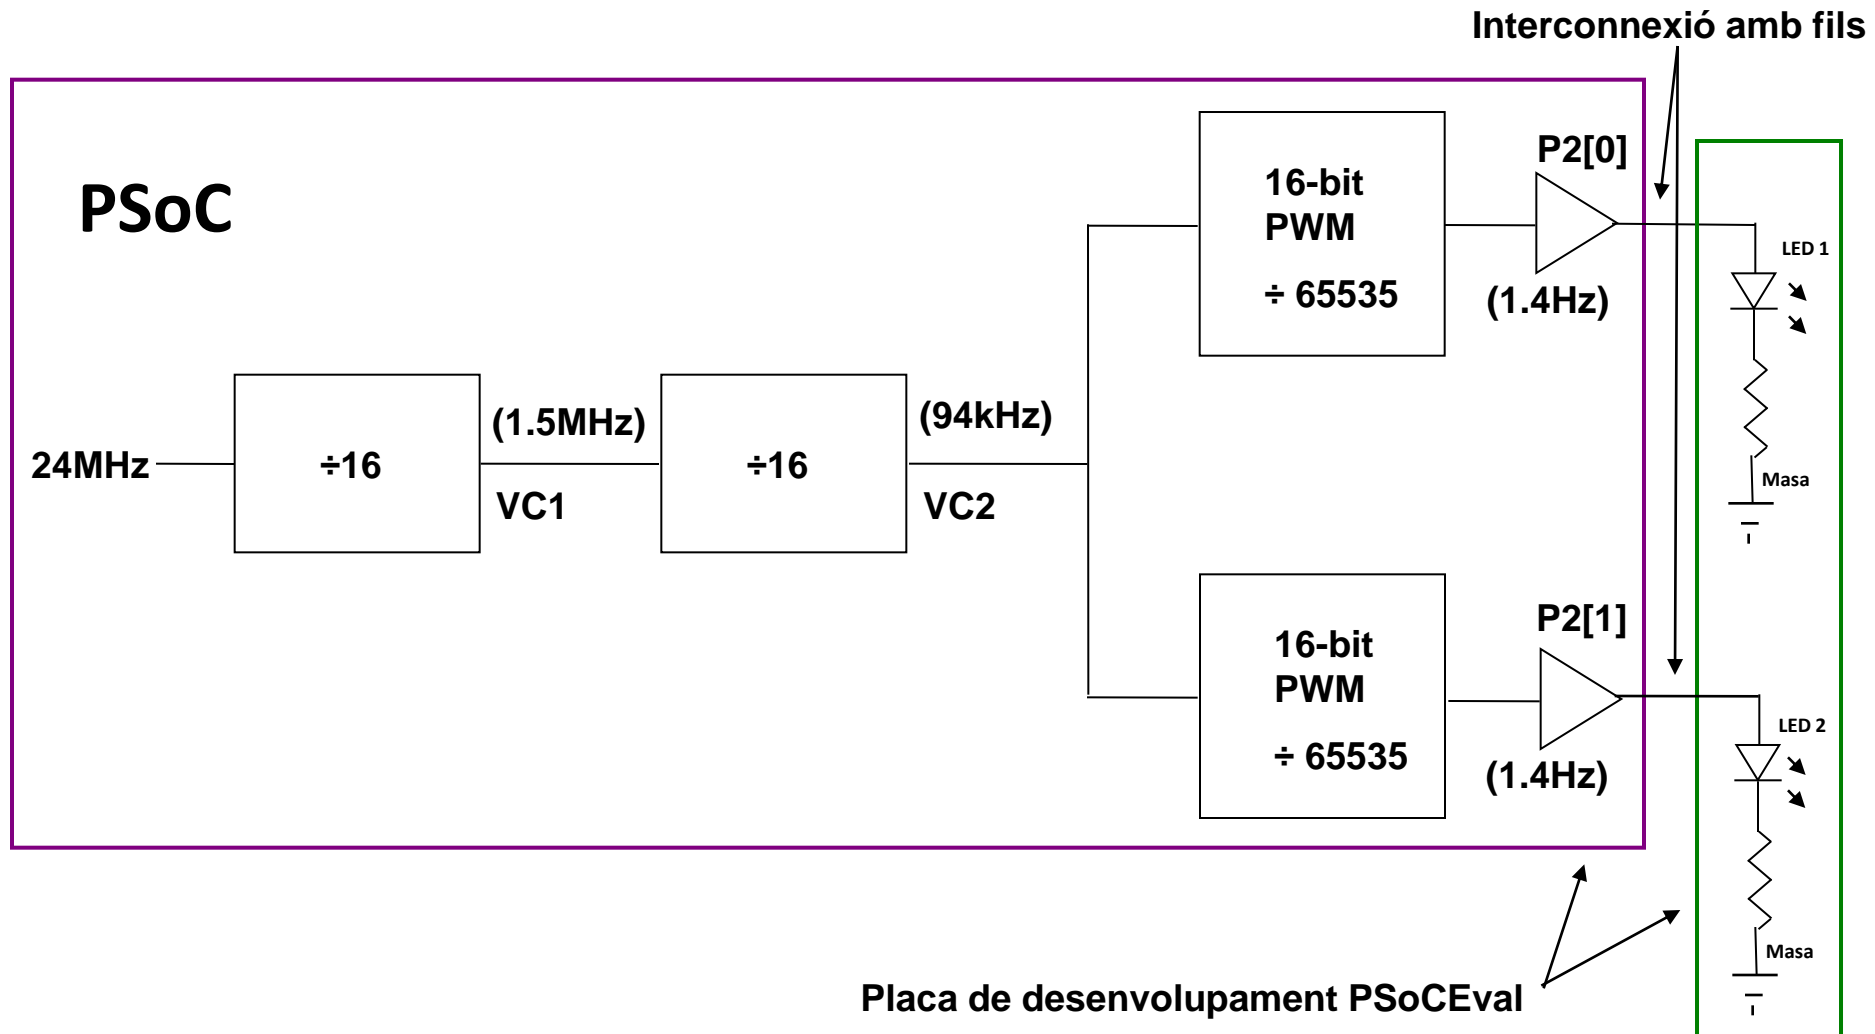 Interconnexió amb fils
PSoC
16-bit
PWM
÷ 65535
P2[0]
(1.4Hz)
LED 1
Masa
24MHz
÷16
(1.5MHz)
VC1
÷16
(94kHz)
VC2
16-bit
PWM
÷ 65535
P2[1]
(1.4Hz)
LED 2
Masa
Placa de desenvolupament PSoCEval